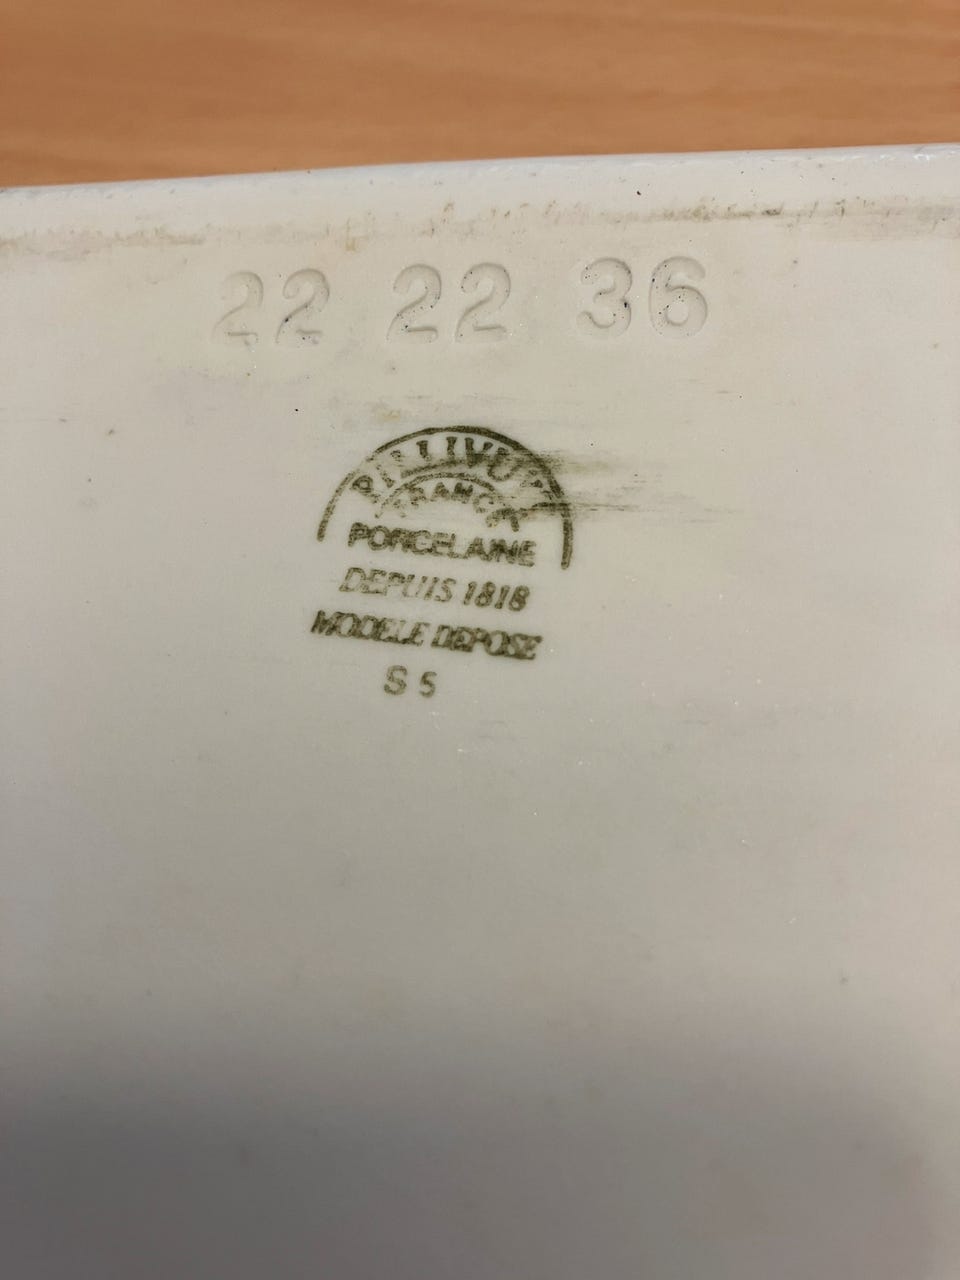 22 22 36
PILLIVUYT
FRANCE
PORCELAINE
DEPUIS 1818
MODELE DEPOSE
S 5